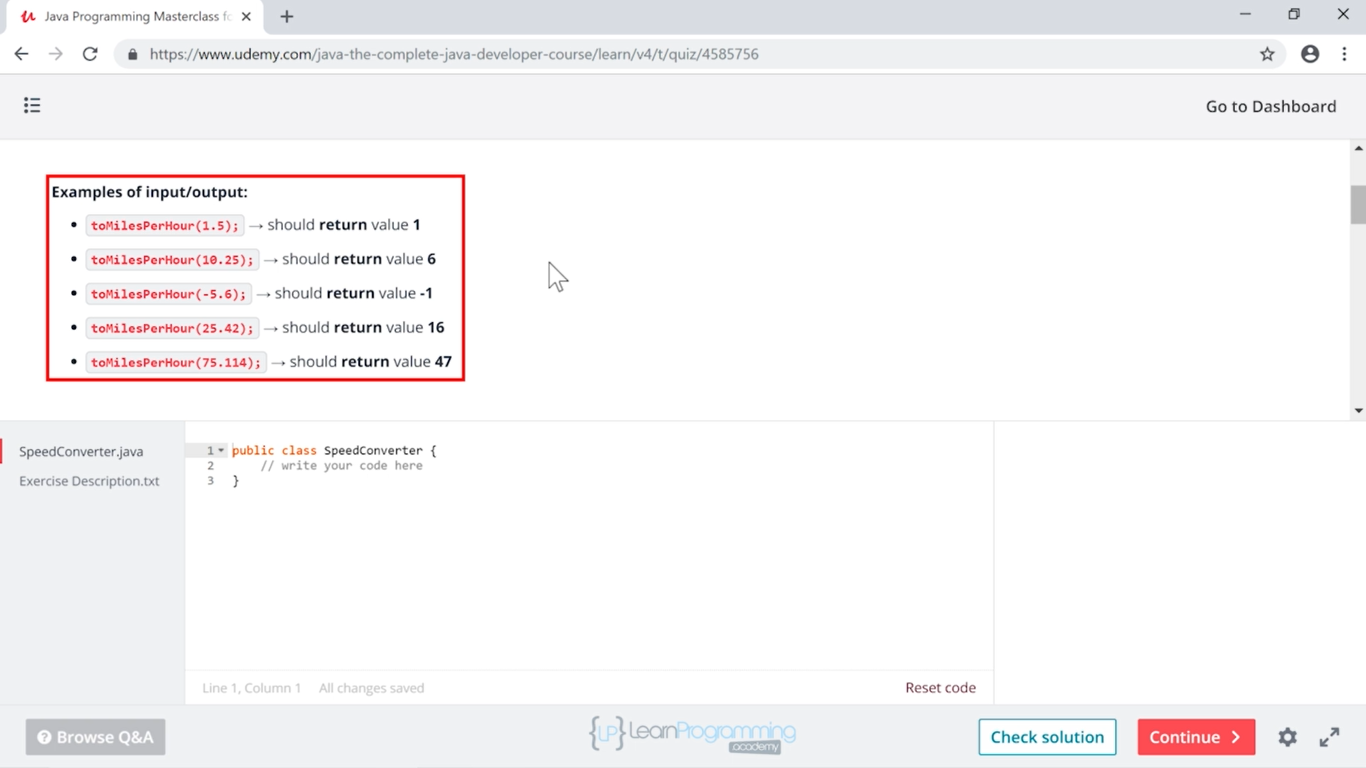 Java Programming Masterclass fo
https://www.udemy.com/java-the-complete-java-developer-course/learn/v4/t/quiz/4585756
Go to Dashboard
Examples of input/output:
toMilesPerHour(1.5); → should return value 1
toMilesPerHour(10.25); → should return value 6
toMilesPerHour(-5.6); → should return value -1
toMilesPerHour(25.42); → should return value 16
toMilesPerHour(75.114); → should return value 47
SpeedConverter.java
Exercise Description.txt
1 public class SpeedConverter {
2 // write your code here
3 }
Line 1, Column 1 All changes saved
Reset code
Browse Q&A
{LP} LearnProgramming
academy
Check solution
Continue